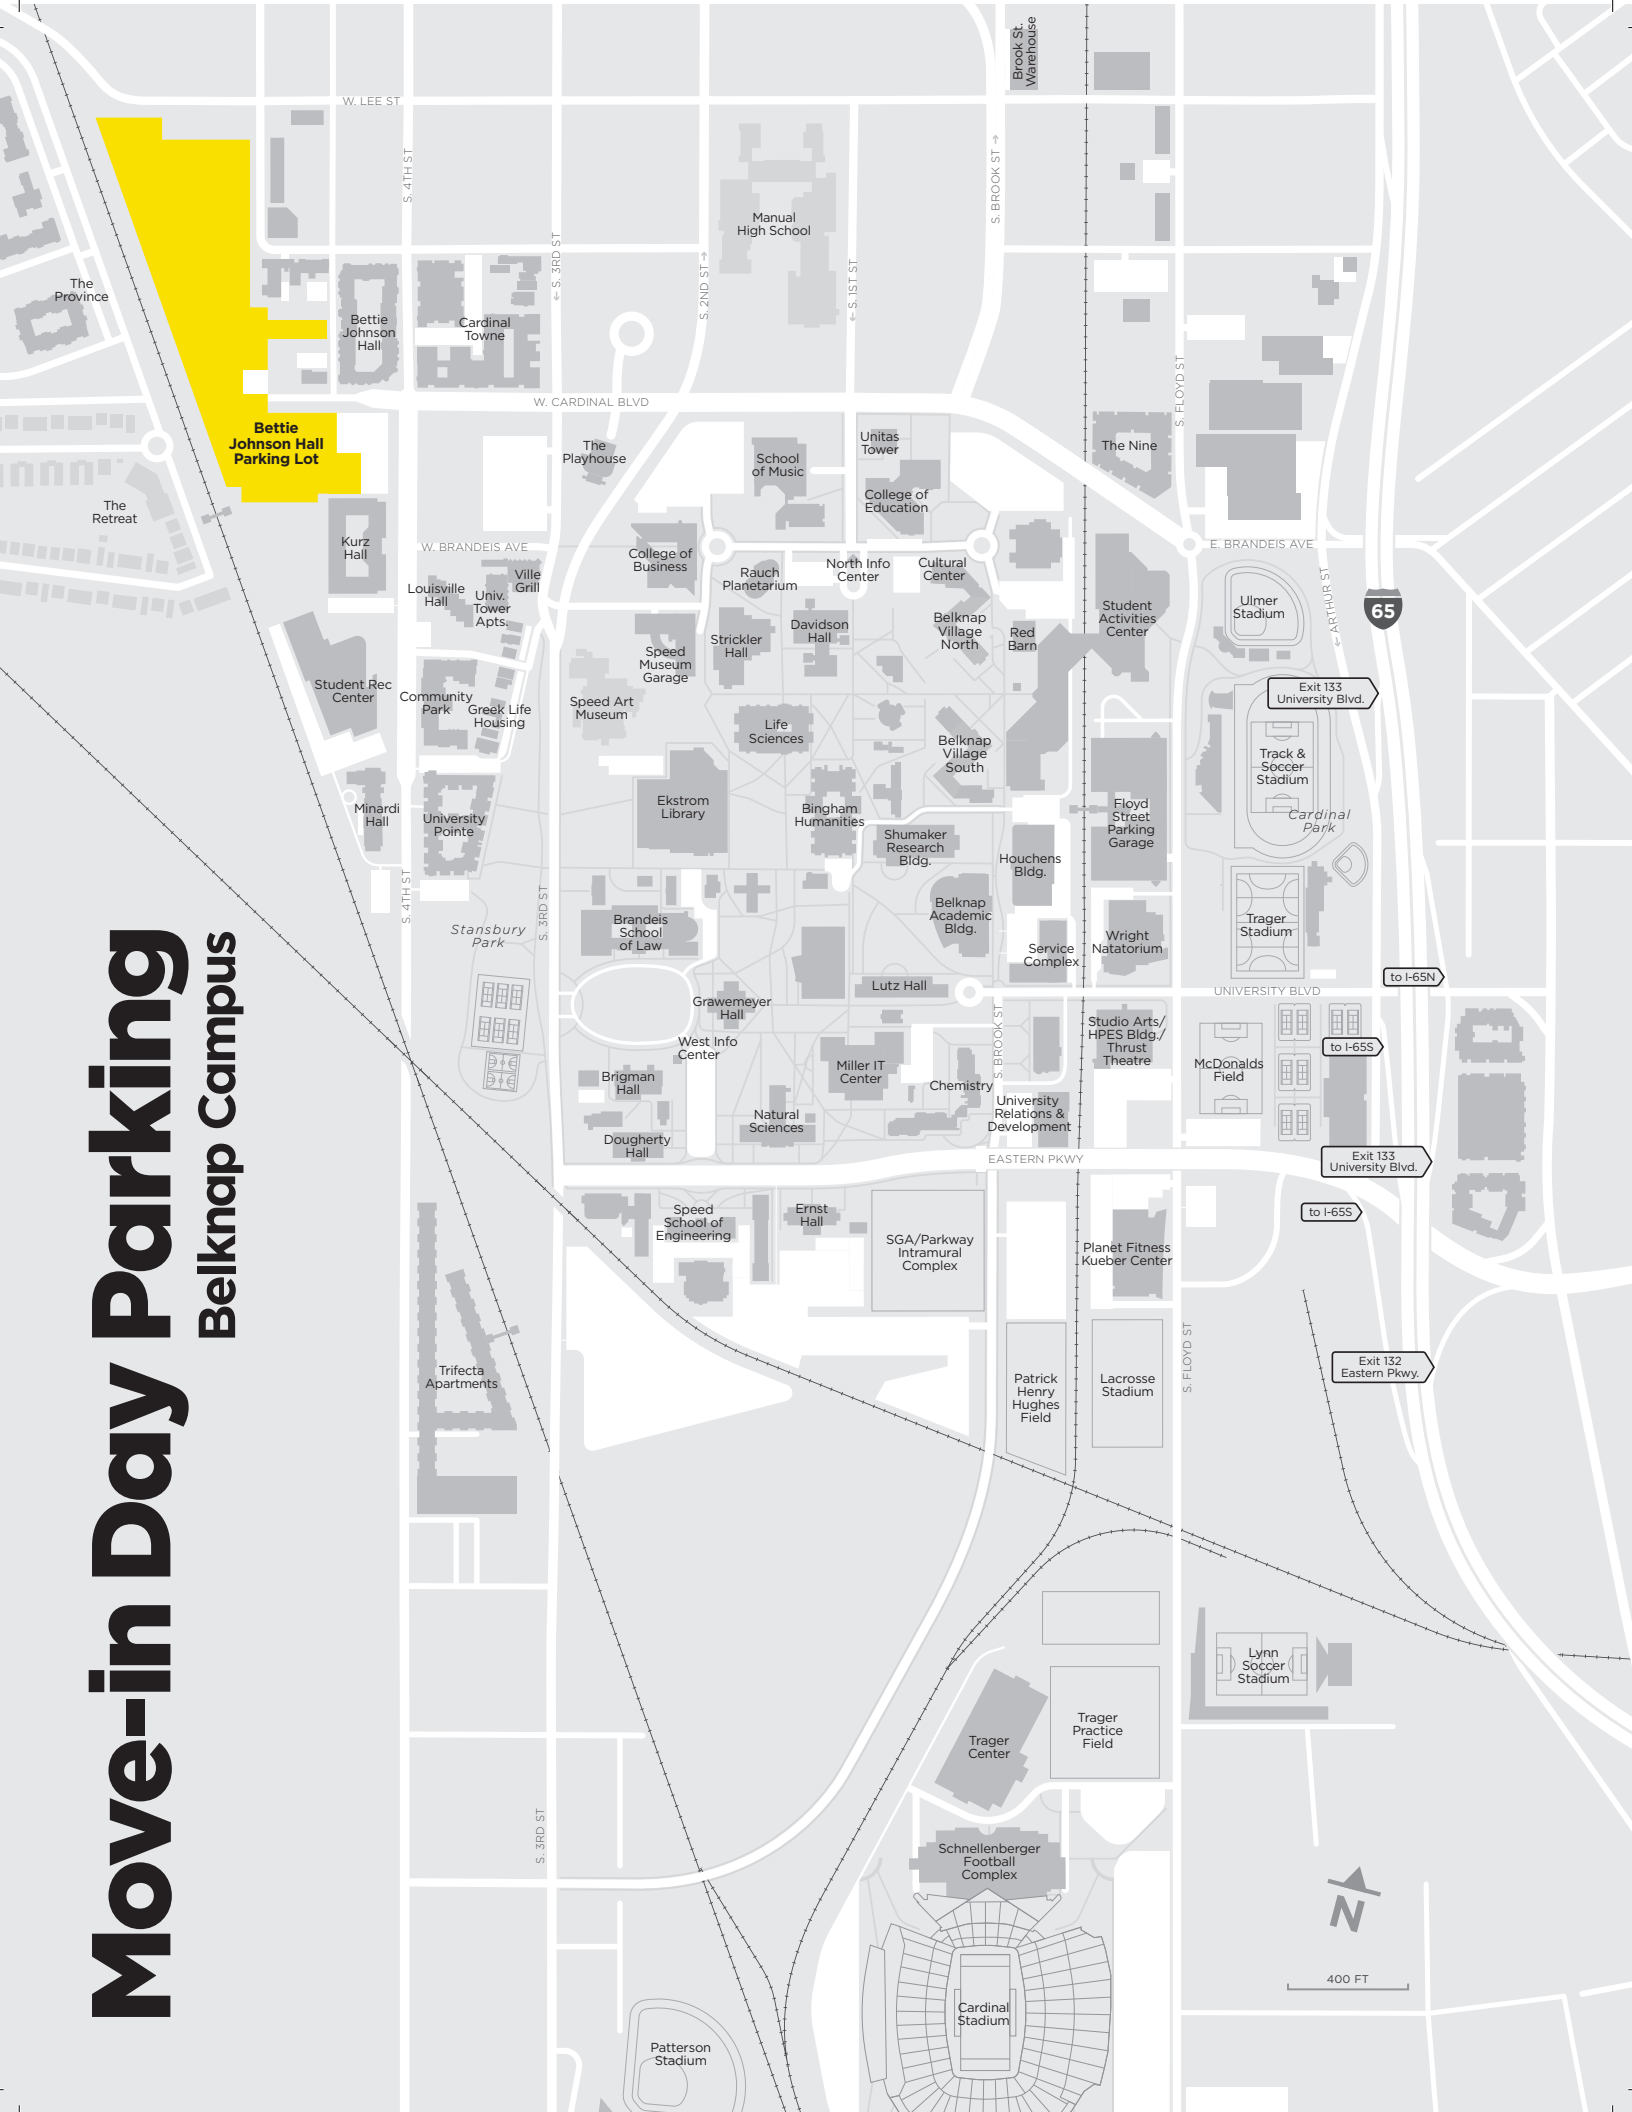 Move-in Day Parking
Belknap Campus
Brook St.
Warehouse
W. LEE ST
S. 4TH ST
S. BROOK ST →
Manual
High School
← S. 3RD ST
S. 2ND ST →
← S. 1ST ST
The
Province
Bettie
Johnson
Hall
Cardinal
Towne
S. FLOYD ST
W. CARDINAL BLVD
Bettie
Johnson Hall
Parking Lot
The
Playhouse
School
of Music
Unitas
Tower
The Nine
College of
Education
The
Retreat
Kurz
Hall
W. BRANDEIS AVE
E. BRANDEIS AVE
College of
Business
Rauch
Planetarium
North Info
Center
Cultural
Center
Ville
Grill
Louisville
Hall
Univ.
Tower
Apts.
← ARTHUR ST
65
Ulmer
Stadium
Student
Activities
Center
Belknap
Village
North
Red
Barn
Davidson
Hall
Strickler
Hall
Speed
Museum
Garage
Student Rec
Center
Community
Park
Greek Life
Housing
Speed Art
Museum
Exit 133
University Blvd.
Life
Sciences
Belknap
Village
South
Track &
Soccer
Stadium
Cardinal
Park
Minardi
Hall
University
Pointe
Ekstrom
Library
Bingham
Humanities
Floyd
Street
Parking
Garage
Shumaker
Research
Bldg.
Houchens
Bldg.
S. 4TH ST
S. 3RD ST
Stansbury
Park
Brandeis
School
of Law
Belknap
Academic
Bldg.
Service
Complex
Wright
Natatorium
Trager
Stadium
to I-65N
Lutz Hall
UNIVERSITY BLVD
Grawemeyer
Hall
S. BROOK ST
Studio Arts/
HPES Bldg./
Thrust
Theatre
to I-65S
West Info
Center
Miller IT
Center
McDonalds
Field
Brigman
Hall
Chemistry
University
Relations &
Development
Natural
Sciences
Dougherty
Hall
EASTERN PKWY
Exit 133
University Blvd.
to I-65S
Speed
School of
Engineering
Ernst
Hall
SGA/Parkway
Intramural
Complex
Planet Fitness
Kueber Center
Trifecta
Apartments
Patrick
Henry
Hughes
Field
Lacrosse
Stadium
S. FLOYD ST
Exit 132
Eastern Pkwy.
Lynn
Soccer
Stadium
Trager
Center
Trager
Practice
Field
S. 3RD ST
Schnellenberger
Football
Complex
N
400 FT
Cardinal
Stadium
Patterson
Stadium